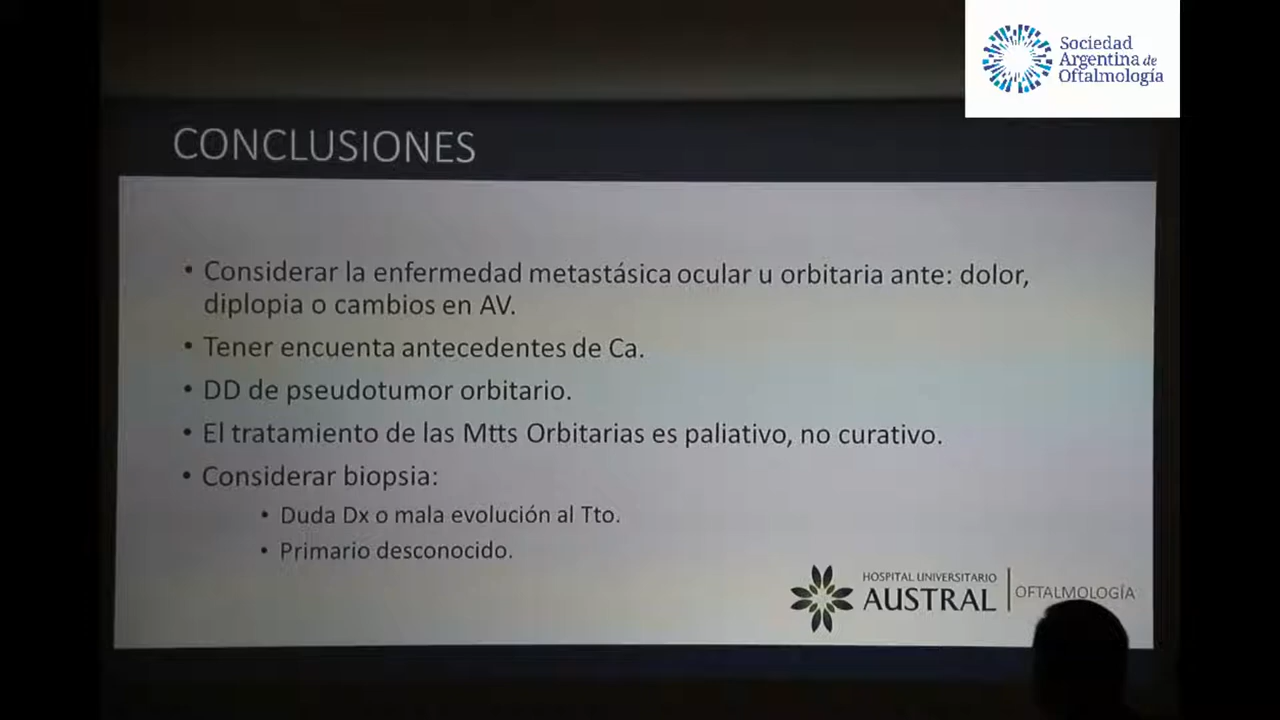 Sociedad
Argentina de
Oftalmología
CONCLUSIONES
• Considerar la enfermedad metastásica ocular u orbitaria ante: dolor,
diplopia o cambios en AV.
• Tener encuenta antecedentes de Ca.
• DD de pseudotumor orbitario.
• El tratamiento de las Mtts Orbitarias es paliativo, no curativo.
• Considerar biopsia:
• Duda Dx o mala evolución al Tto.
• Primario desconocido.
HOSPITAL UNIVERSITARIO
AUSTRAL
OFTALMOLOGÍA